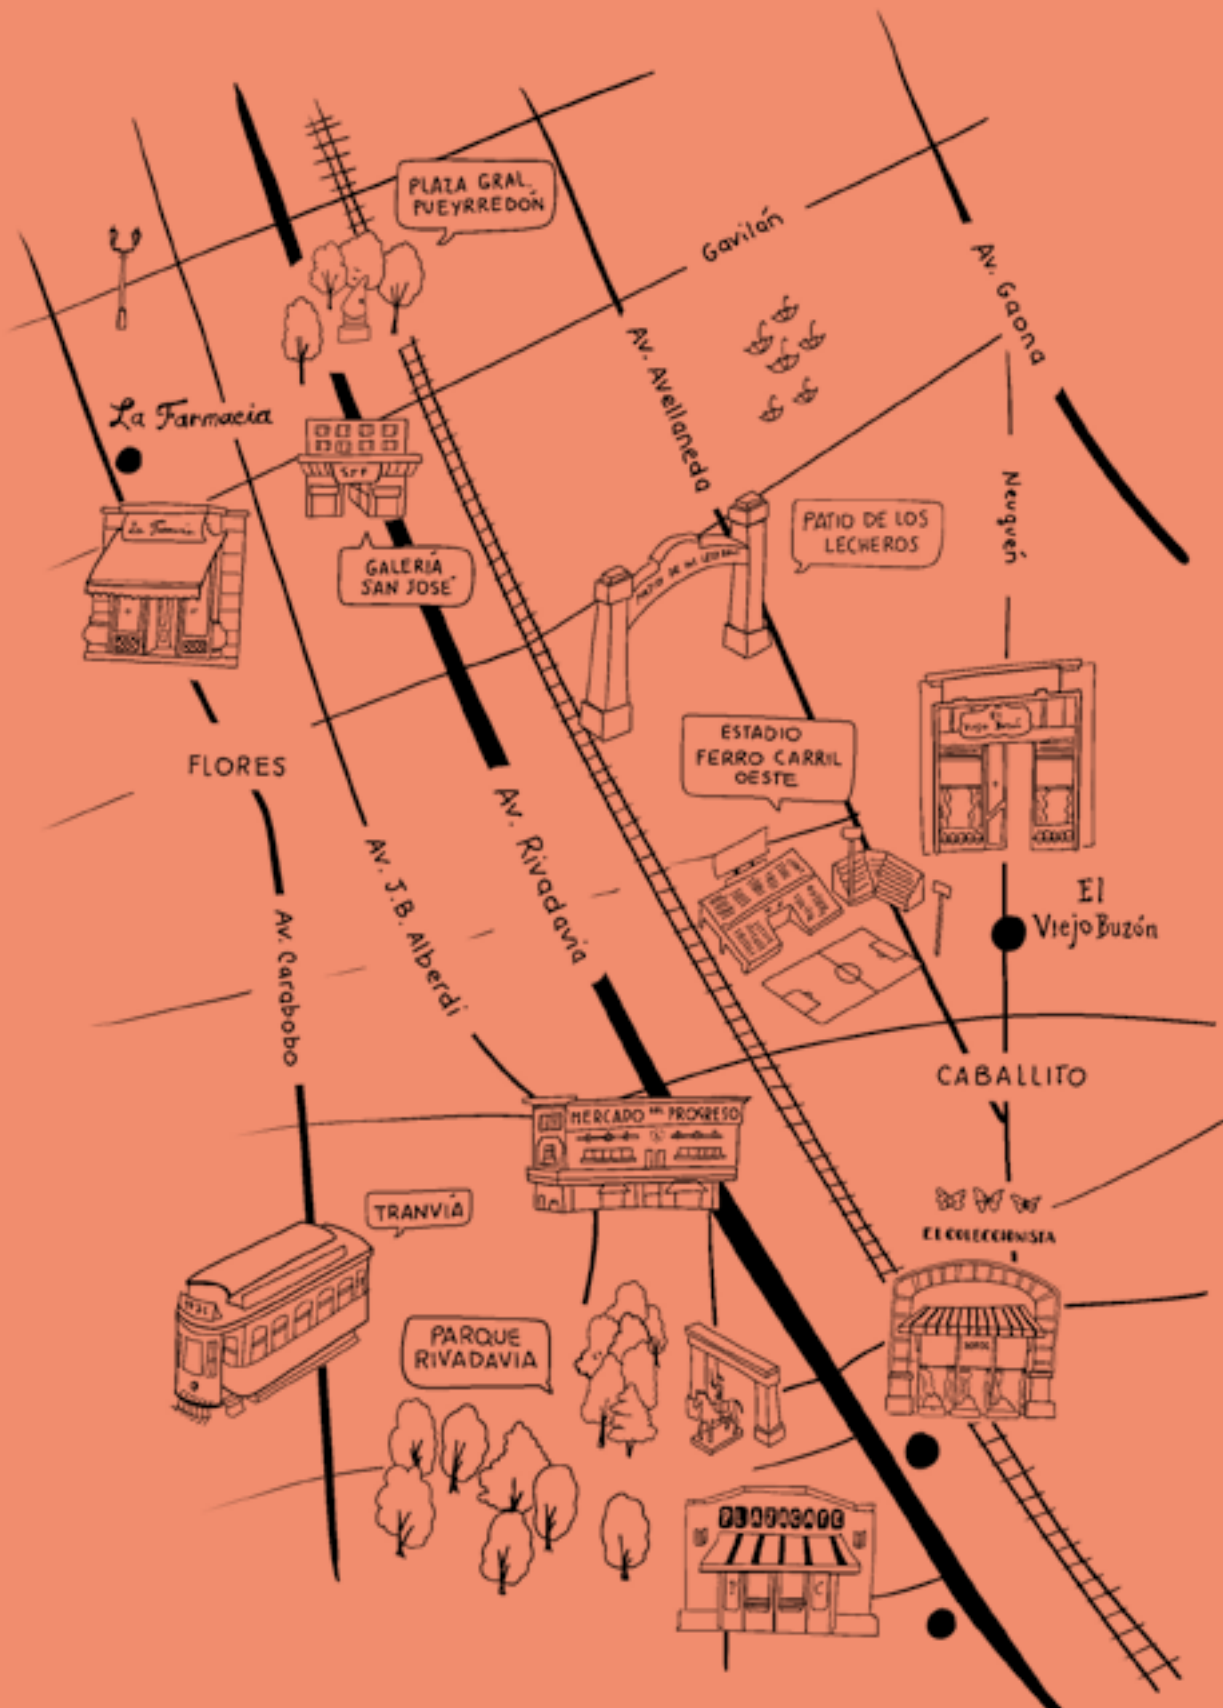 PLAZA GRAL.
PUEYRREDÓN
Gavilán
Av. Gaona
Av. Avellaneda
La Farmacia
Neuquén
GALERÍA
SAN JOSÉ
PATIO DE LOS
LECHEROS
ESTADIO
FERRO CARRIL
OESTE
FLORES
Av. Rivadavia
Av. J.B. Alberdi
Av. Carabobo
El
Viejo Buzón
CABALLITO
MERCADO DEL PROGRESO
TRANVÍA
EL COLECCIONISTA
PARQUE
RIVADAVIA
PLAZACAFE
P C